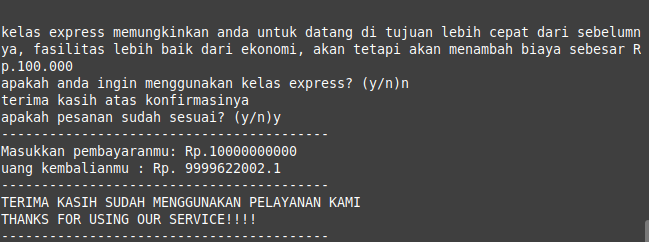 kelas express memungkinkan anda untuk datang di tujuan lebih cepat dari sebelumn
ya, fasilitas lebih baik dari ekonomi, akan tetapi akan menambah biaya sebesar R
p.100.000
apakah anda ingin menggunakan kelas express? (y/n)n
terima kasih atas konfirmasinya
apakah pesanan sudah sesuai? (y/n)y
-----------------------------------------
Masukkan pembayaranmu: Rp.10000000000
uang kembalianmu : Rp. 9999622002.1
-----------------------------------------
TERIMA KASIH SUDAH MENGGUNAKAN PELAYANAN KAMI
THANKS FOR USING OUR SERVICE!!!!
-----------------------------------------